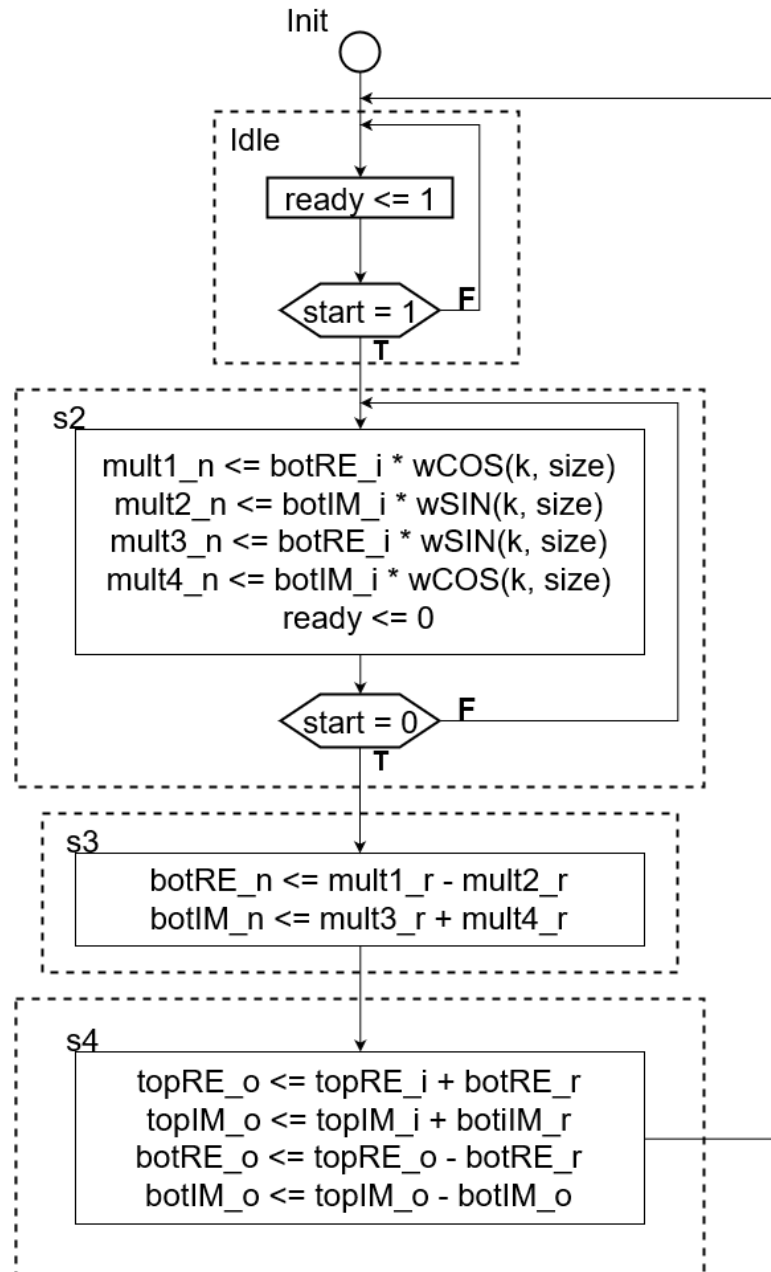 Init
Idle
ready <= 1
start = 1
F
T
s2
mult1_n <= botRE_i * wCOS(k, size)
mult2_n <= botIM_i * wSIN(k, size)
mult3_n <= botRE_i * wSIN(k, size)
mult4_n <= botIM_i * wCOS(k, size)
ready <= 0
start = 0
F
T
s3
botRE_n <= mult1_r - mult2_r
botIM_n <= mult3_r + mult4_r
s4
topRE_o <= topRE_i + botRE_r
topIM_o <= topIM_i + botiIM_r
botRE_o <= topRE_o - botRE_r
botIM_o <= topIM_o - botIM_o